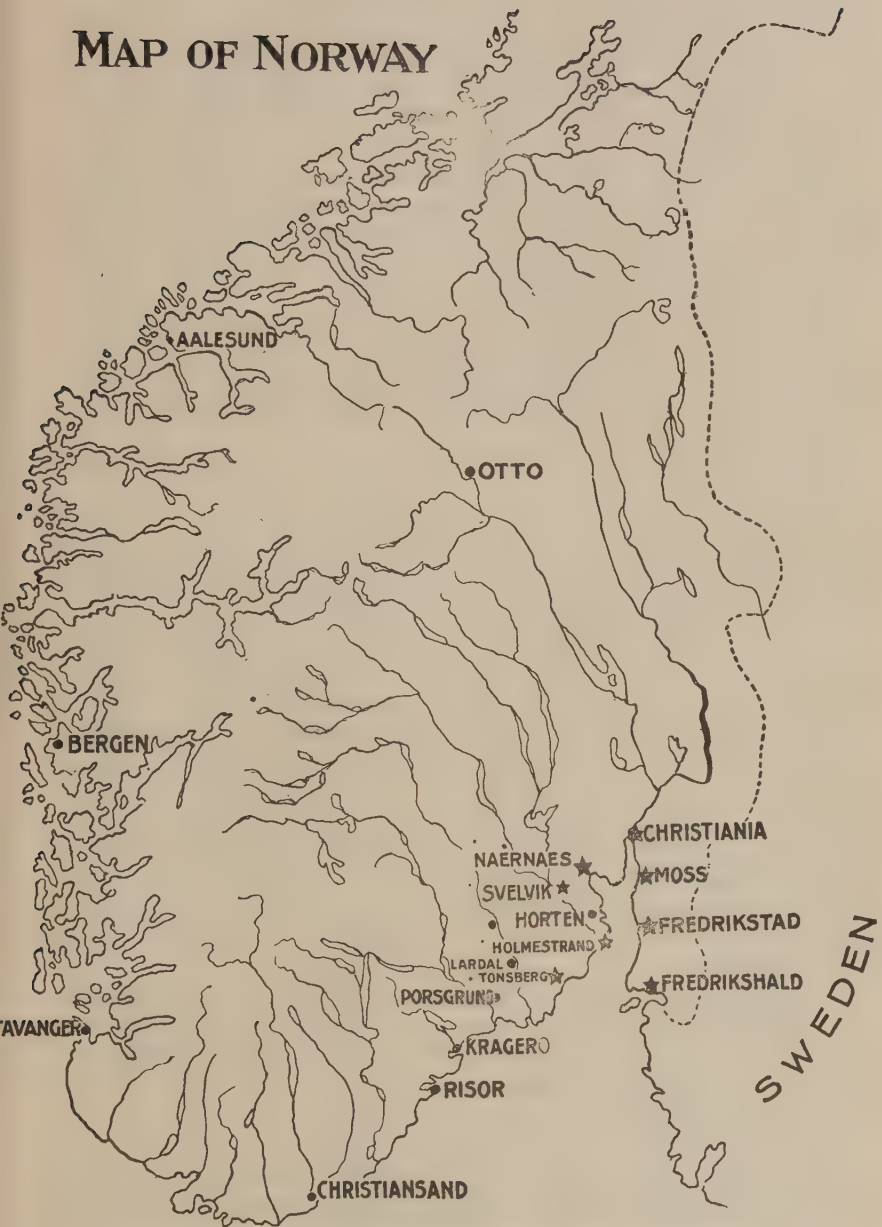 MAP OF NORWAY
AALESUND
OTTO
BERGEN
CHRISTIANIA
NAERNAES
MOSS
SVELVIK
HORTEN
FREDRIKSTAD
HOLMESTRAND
LARDAL
TONSBERG
FREDRIKSHALD
PORSGRUND
TAVANGER
KRAGERO
RISOR
CHRISTIANSAND
SWEDEN